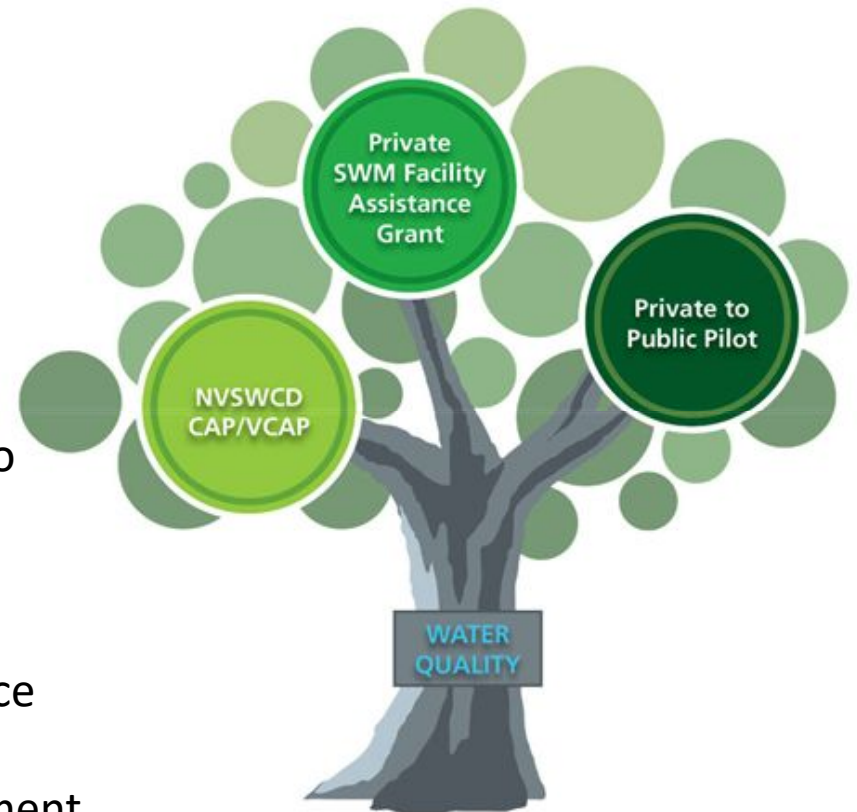 Private
SWM Facility
Assistance
Grant
Private to
Public Pilot
NVSWCD
CAP/VCAP
WATER
QUALITY